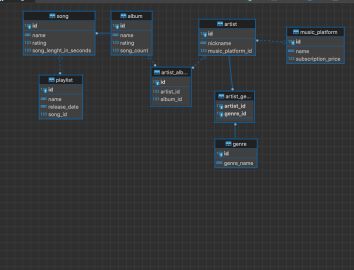 song
id
name
rating
song_lenght_in_seconds
album
id
name
rating
song_count
artist
id
nickname
music_platform_id
music_platform
id
name
subscription_price
playlist
id
name
release_date
song_id
artist_alb...
id
artist_id
album_id
artist_ge...
artist_id
genre_id
genre
id
genre_name